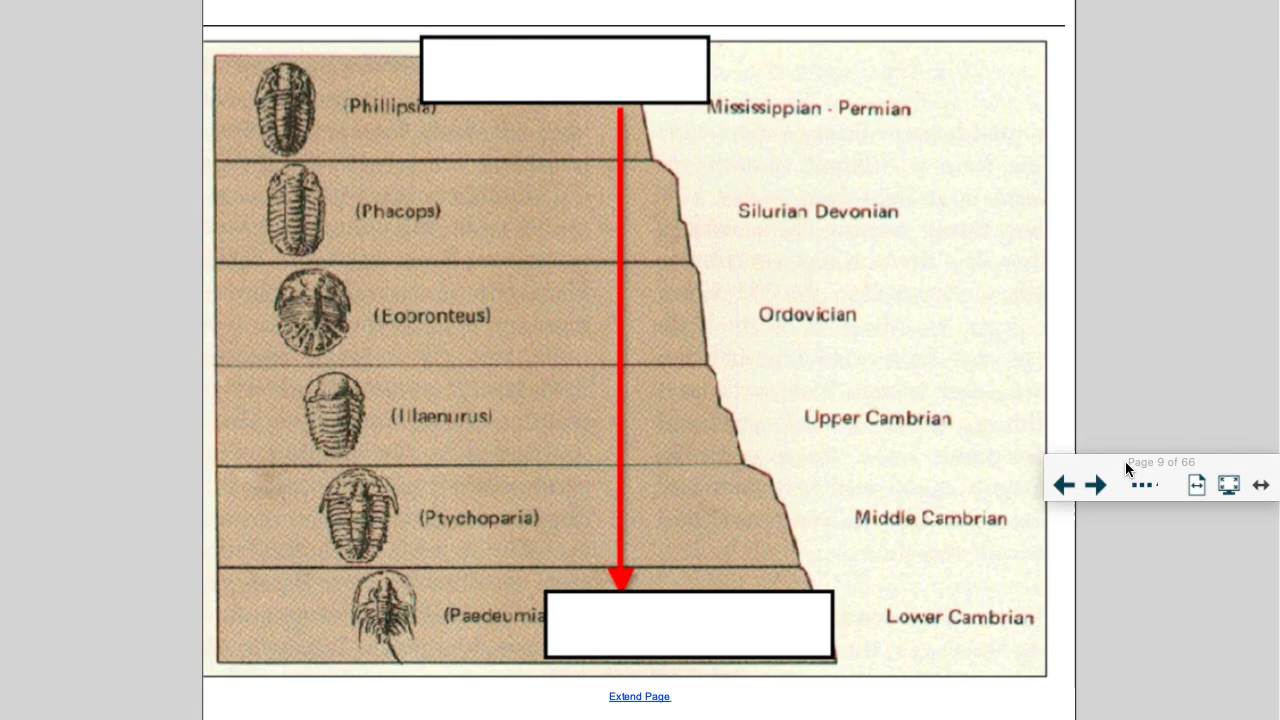 (Phillipsia)
Mississippian - Permian
(Phacops)
Silurian Devonian
(Eobronteus)
Ordovician
(Illaenurus)
Upper Cambrian
Page 9 of 66
(Ptychoparia)
Middle Cambrian
(Paedeumia
Lower Cambrian
Extend Page